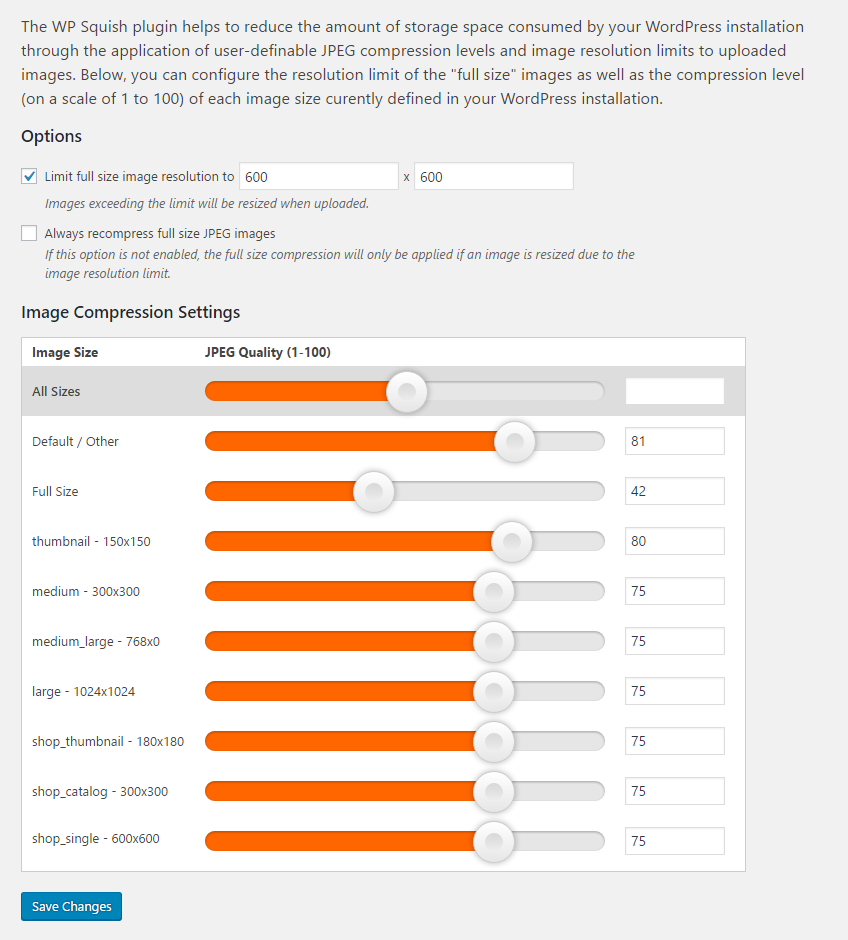 The WP Squish plugin helps to reduce the amount of storage space consumed by your WordPress installation
through the application of user-definable JPEG compression levels and image resolution limits to uploaded
images. Below, you can configure the resolution limit of the "full size" images as well as the compression level
(on a scale of 1 to 100) of each image size curently defined in your WordPress installation.
Options
Limit full size image resolution to 600 x 600
Images exceeding the limit will be resized when uploaded.
Always recompress full size JPEG images
If this option is not enabled, the full size compression will only be applied if an image is resized due to the
image resolution limit.
Image Compression Settings
Image Size JPEG Quality (1-100)
All Sizes
Default / Other 81
Full Size 42
thumbnail - 150x150 80
medium - 300x300 75
medium_large - 768x0 75
large - 1024x1024 75
shop_thumbnail - 180x180 75
shop_catalog - 300x300 75
shop_single - 600x600 75
Save Changes